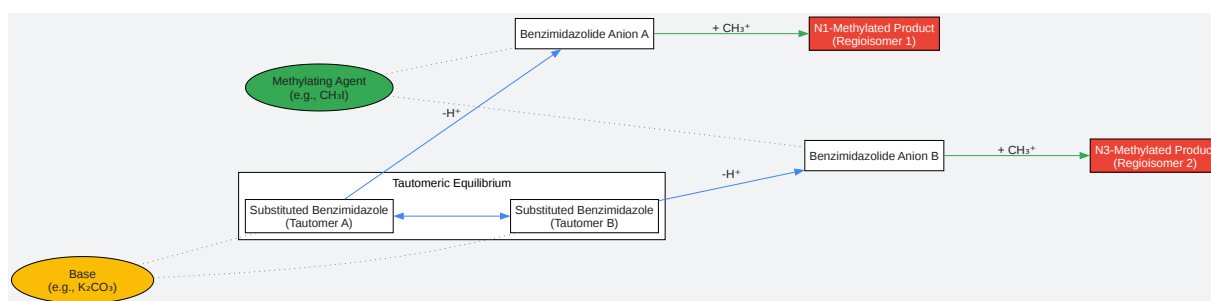 Benzimidazolide Anion A
+ CH₃⁺
N1-Methylated Product
(Regioisomer 1)
Methylating Agent
(e.g., CH₃I)
-H⁺
Benzimidazolide Anion B
+ CH₃⁺
N3-Methylated Product
(Regioisomer 2)
-H⁺
Tautomeric Equilibrium
Substituted Benzimidazole
(Tautomer A)
Substituted Benzimidazole
(Tautomer B)
Base
(e.g., K₂CO₃)